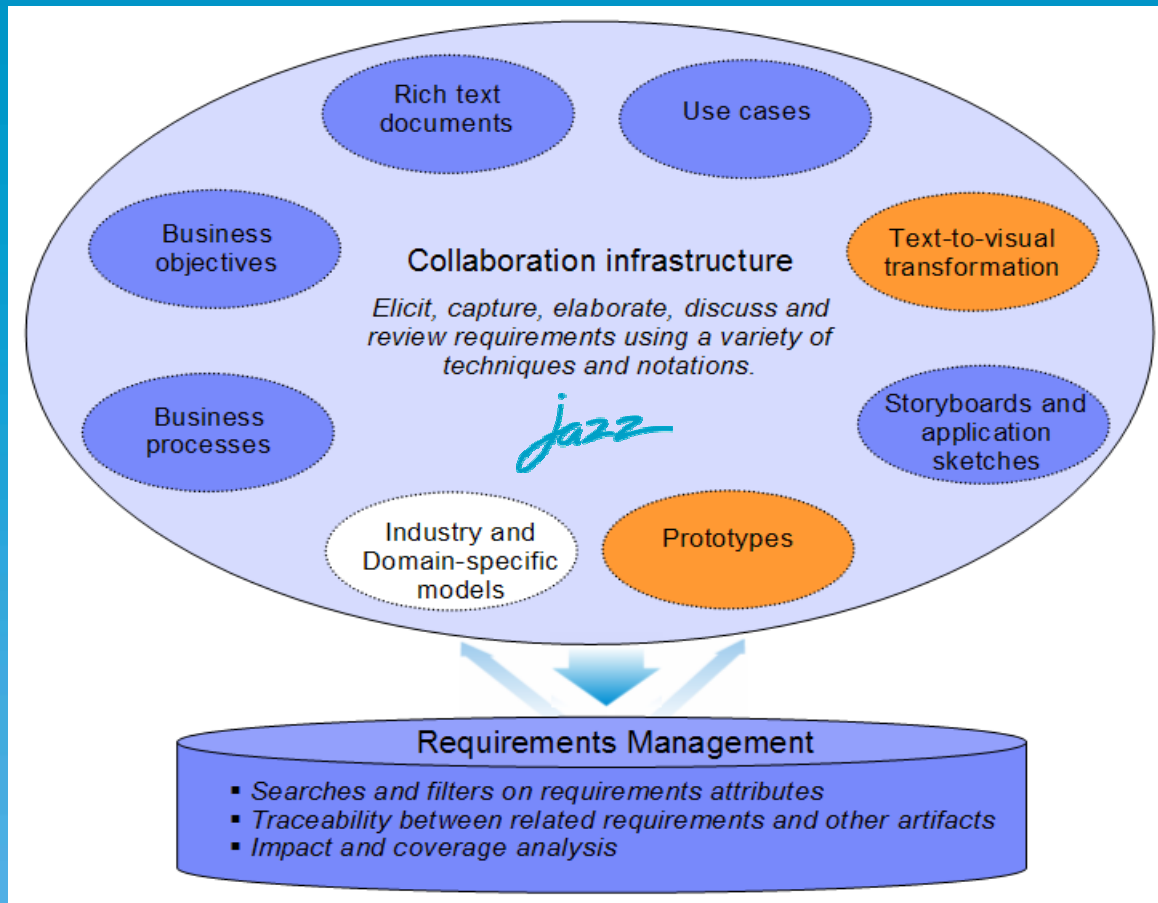 Rich text
documents
Use cases
Business
objectives
Text-to-visual
transformation
Collaboration infrastructure
Elicit, capture, elaborate, discuss and
review requirements using a variety of
techniques and notations.
jazz
Business
processes
Storyboards and
application
sketches
Industry and
Domain-specific
models
Prototypes
Requirements Management
▪ Searches and filters on requirements attributes
▪ Traceability between related requirements and other artifacts
▪ Impact and coverage analysis